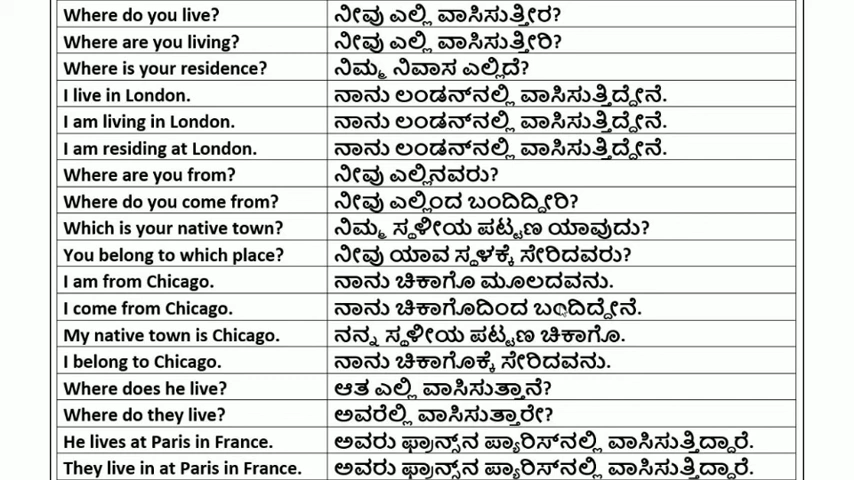 Where do you live? ನೀವು ಎಲ್ಲಿ ವಾಸಿಸುತ್ತೀರ?
Where are you living? ನೀವು ಎಲ್ಲಿ ವಾಸಿಸುತ್ತೀರಿ?
Where is your residence? ನಿಮ್ಮ ನಿವಾಸ ಎಲ್ಲಿದೆ?
I live in London. ನಾನು ಲಂಡನ್‌ನಲ್ಲಿ ವಾಸಿಸುತ್ತಿದ್ದೇನೆ.
I am living in London. ನಾನು ಲಂಡನ್‌ನಲ್ಲಿ ವಾಸಿಸುತ್ತಿದ್ದೇನೆ.
I am residing at London. ನಾನು ಲಂಡನ್‌ನಲ್ಲಿ ವಾಸಿಸುತ್ತಿದ್ದೇನೆ.
Where are you from? ನೀವು ಎಲ್ಲಿನವರು?
Where do you come from? ನೀವು ಎಲ್ಲಿಂದ ಬಂದಿದ್ದೀರಿ?
Which is your native town? ನಿಮ್ಮ ಸ್ಥಳೀಯ ಪಟ್ಟಣ ಯಾವುದು?
You belong to which place? ನೀವು ಯಾವ ಸ್ಥಳಕ್ಕೆ ಸೇರಿದವರು?
I am from Chicago. ನಾನು ಚಿಕಾಗೊ ಮೂಲದವನು.
I come from Chicago. ನಾನು ಚಿಕಾಗೊದಿಂದ ಬಂದಿದ್ದೇನೆ.
My native town is Chicago. ನನ್ನ ಸ್ಥಳೀಯ ಪಟ್ಟಣ ಚಿಕಾಗೊ.
I belong to Chicago. ನಾನು ಚಿಕಾಗೊಕ್ಕೆ ಸೇರಿದವನು.
Where does he live? ಆತ ಎಲ್ಲಿ ವಾಸಿಸುತ್ತಾನೆ?
Where do they live? ಅವರೆಲ್ಲಿ ವಾಸಿಸುತ್ತಾರೇ?
He lives at Paris in France. ಅವರು ಫ್ರಾನ್ಸ್‌ನ ಪ್ಯಾರಿಸ್‌ನಲ್ಲಿ ವಾಸಿಸುತ್ತಿದ್ದಾರೆ.
They live in at Paris in France. ಅವರು ಫ್ರಾನ್ಸ್‌ನ ಪ್ಯಾರಿಸ್‌ನಲ್ಲಿ ವಾಸಿಸುತ್ತಿದ್ದಾರೆ.